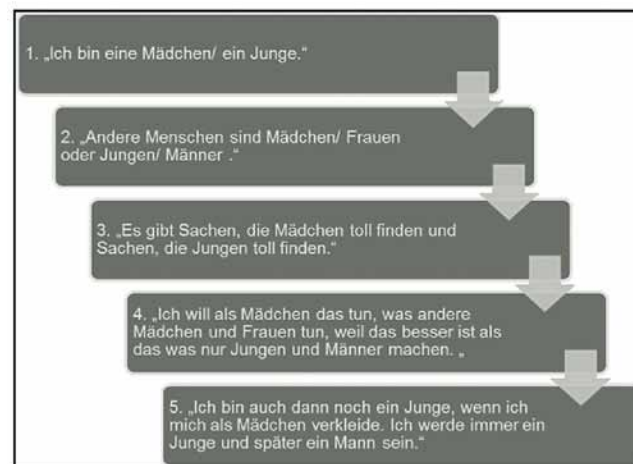 1. „Ich bin eine Mädchen/ ein Junge.“
2. „Andere Menschen sind Mädchen/ Frauen
oder Jungen/ Männer .“
3. „Es gibt Sachen, die Mädchen toll finden und
Sachen, die Jungen toll finden.“
4. „Ich will als Mädchen das tun, was andere
Mädchen und Frauen tun, weil das besser ist als
das was nur Jungen und Männer machen. „
5. „Ich bin auch dann noch ein Junge, wenn ich
mich als Mädchen verkleide. Ich werde immer ein
Junge und später ein Mann sein.“